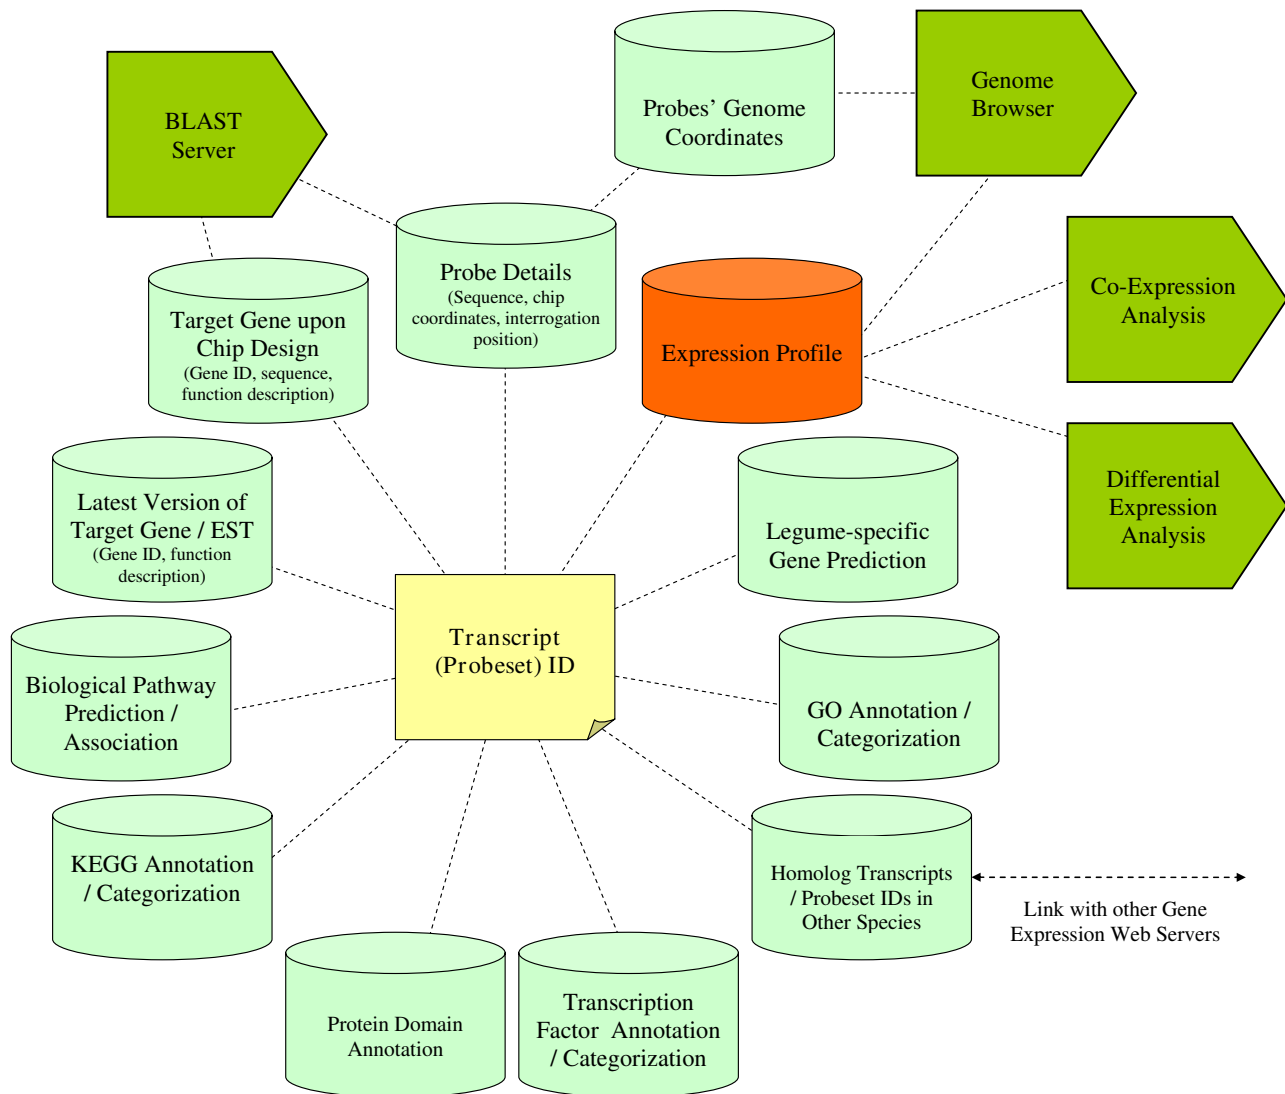 BLAST
Server
Probes’ Genome
Coordinates
Genome
Browser
Target Gene upon
Chip Design
(Gene ID, sequence,
function description)
Probe Details
(Sequence, chip
coordinates, interrogation
position)
Expression Profile
Co-Expression
Analysis
Differential
Expression
Analysis
Latest Version of
Target Gene / EST
(Gene ID, function
description)
Legume-specific
Gene Prediction
Transcript
(Probeset) ID
Biological Pathway
Prediction /
Association
GO Annotation /
Categorization
KEGG Annotation
/ Categorization
Homolog Transcripts
/ Probeset IDs in
Other Species
Link with other Gene
Expression Web Servers
Protein Domain
Annotation
Transcription
Factor Annotation
/ Categorization